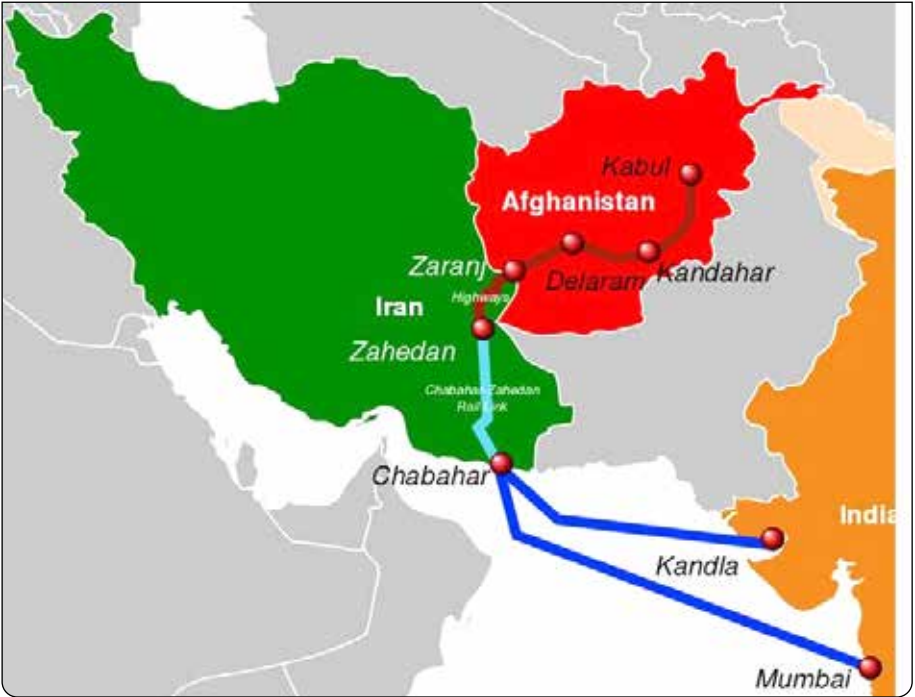 Kabul
Afghanistan
Zaranj
Delaram
Kandahar
Highways
Iran
Zahedan
Chabahar Zahedan
Rail Link
Chabahar
India
Kandla
Mumbai